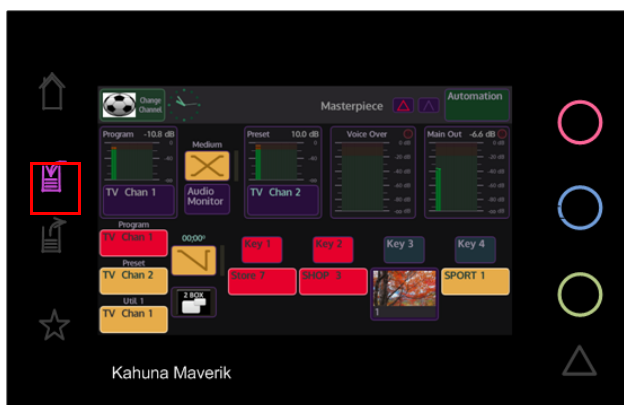 Change
Channel
Masterpiece
Automation
Program -10.8 dB
Medium
Preset 10.0 dB
Voice Over
Main Out -6.6 dB
TV Chan 1
Audio
Monitor
TV Chan 2
Program
TV Chan 1
00;00°
Key 1
Key 2
Key 3
Key 4
Preset
TV Chan 2
Store 7
SHOP 3
1
SPORT 1
Util 1
TV Chan 1
2 BOX
Kahuna Maverik